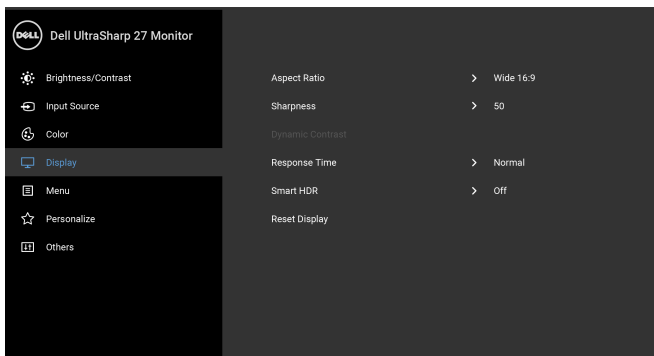 DELL Dell UltraSharp 27 Monitor
Brightness/Contrast
Input Source
Color
Display
Menu
Personalize
Others
Aspect Ratio > Wide 16:9
Sharpness > 50
Dynamic Contrast
Response Time > Normal
Smart HDR > Off
Reset Display